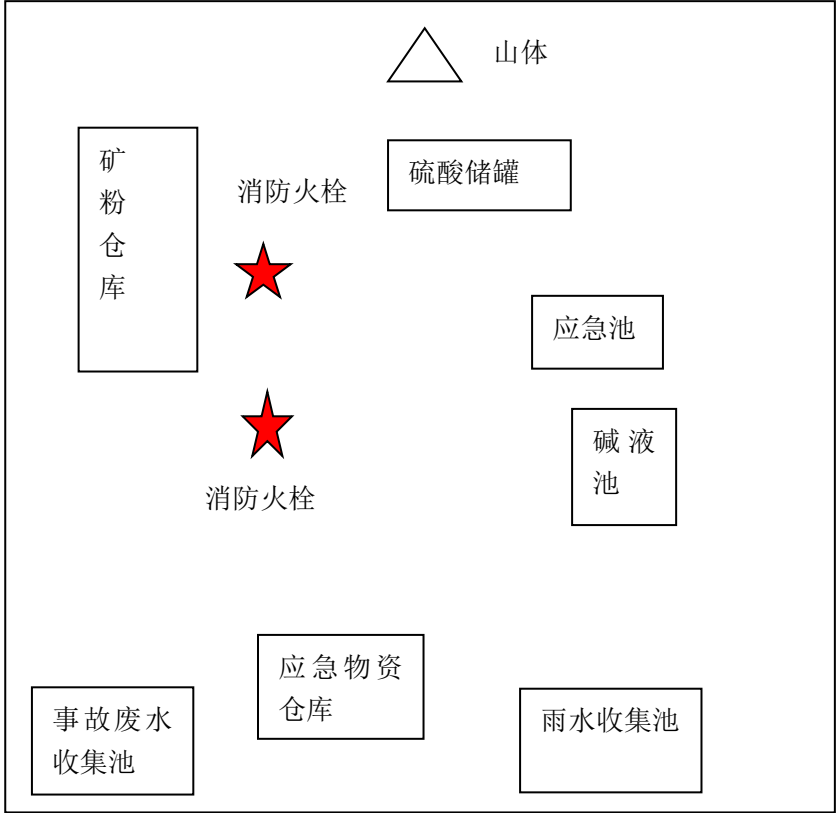 山体
矿
粉
仓
库
消防火栓
硫酸储罐
应急池
碱液
池
消防火栓
应急物资
仓库
事故废水
收集池
雨水收集池